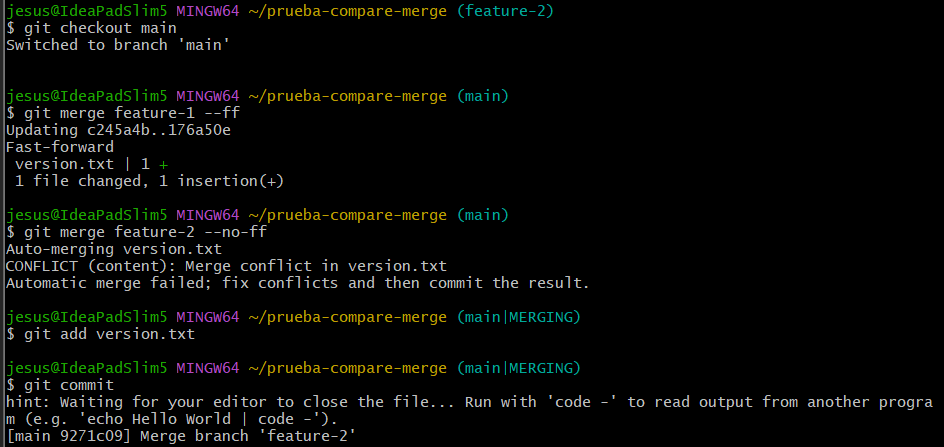 jesus@IdeaPadSlim5 MINGW64 ~/prueba-compare-merge (feature-2)
$ git checkout main
Switched to branch 'main'
jesus@IdeaPadSlim5 MINGW64 ~/prueba-compare-merge (main)
$ git merge feature-1 --ff
Updating c245a4b..176a50e
Fast-forward
 version.txt | 1 +
 1 file changed, 1 insertion(+)
jesus@IdeaPadSlim5 MINGW64 ~/prueba-compare-merge (main)
$ git merge feature-2 --no-ff
Auto-merging version.txt
CONFLICT (content): Merge conflict in version.txt
Automatic merge failed; fix conflicts and then commit the result.
jesus@IdeaPadSlim5 MINGW64 ~/prueba-compare-merge (main|MERGING)
$ git add version.txt
jesus@IdeaPadSlim5 MINGW64 ~/prueba-compare-merge (main|MERGING)
$ git commit
hint: Waiting for your editor to close the file... Run with 'code -' to read output from another progra
m (e.g. 'echo Hello World | code -').
[main 9271c09] Merge branch 'feature-2'